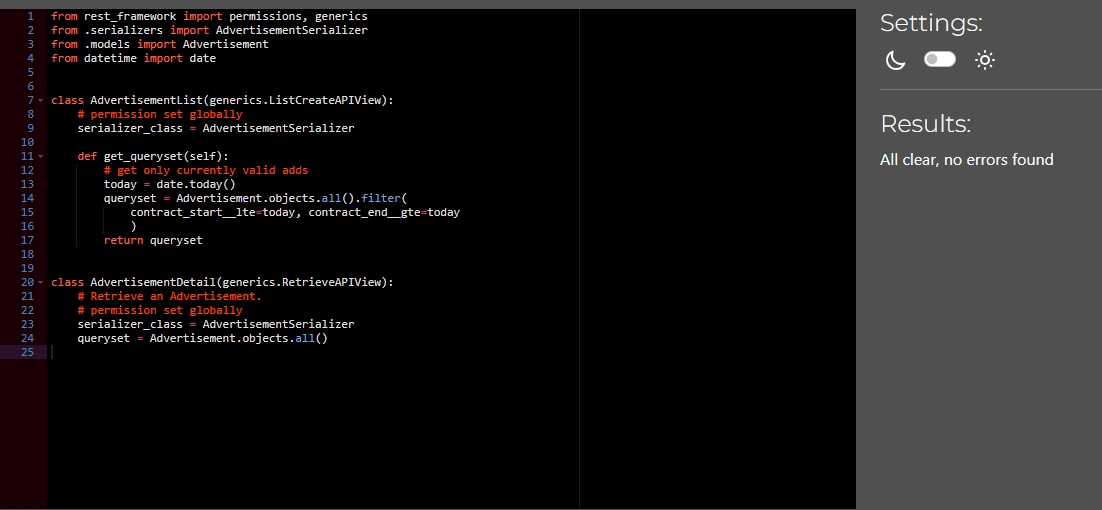 1 from rest_framework import permissions, generics
2 from .serializers import AdvertisementSerializer
3 from .models import Advertisement
4 from datetime import date
5
6
7 class AdvertisementList(generics.ListCreateAPIView):
8     # permission set globally
9     serializer_class = AdvertisementSerializer
10
11     def get_queryset(self):
12         # get only currently valid adds
13         today = date.today()
14         queryset = Advertisement.objects.all().filter(
15             contract_start__lte=today, contract_end__gte=today
16             )
17         return queryset
18
19
20 class AdvertisementDetail(generics.RetrieveAPIView):
21     # Retrieve an Advertisement.
22     # permission set globally
23     serializer_class = AdvertisementSerializer
24     queryset = Advertisement.objects.all()
25
Settings:
Results:
All clear, no errors found